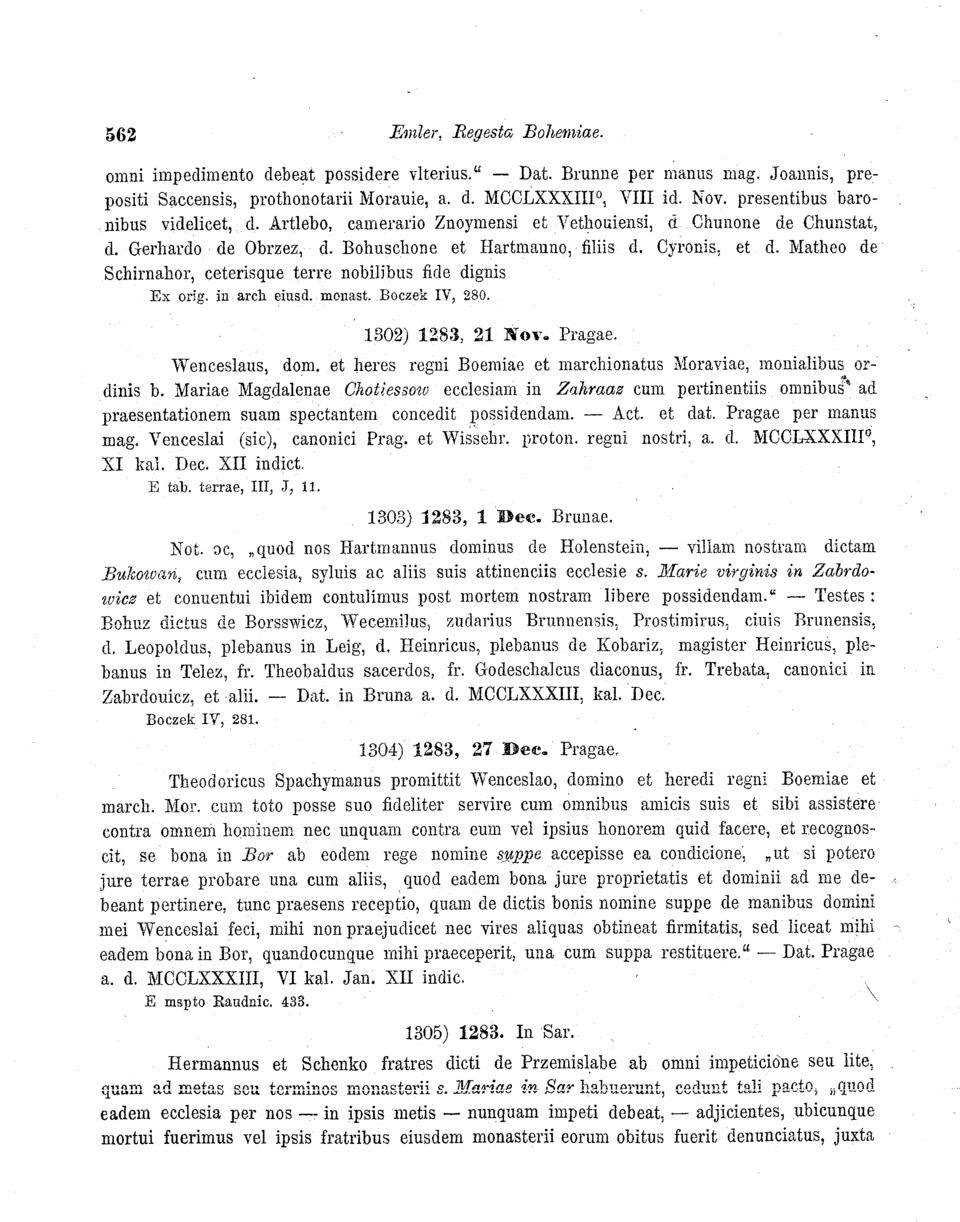 562 Emler, Regesta Bohemiae.
omni impedimento debeat possidere vlterius.“ — Dat. Brunne per manus mag. Joannis, pre-
positi Saccensis, prothonotarii Morauie, a. d. MCCLXXXIII⁰, VIII id. Nov. presentibus baro-
nibus videlicet, d. Artlebo, camerario Znoymensi et Vethouiensi, d Chunone de Chunstat,
d. Gerhardo de Obrzez, d. Bohuschone et Hartmanno, filiis d. Cyronis, et d. Matheo de
Schirnahor, ceterisque terre nobilibus fide dignis
Ex orig. in arch eiusd. monast. Boczek IV, 280.
1302) 1283, 21 Nov. Pragae.
Wenceslaus, dom. et heres regni Boemiae et marchionatus Moraviae, monialibus or-
dinis b. Mariae Magdalenae Chotiessow ecclesiam in Zahraaz cum pertinentiis omnibus ad
praesentationem suam spectantem concedit possidendam. — Act. et dat. Pragae per manus
mag. Venceslai (sic), canonici Prag. et Wissehr. proton. regni nostri, a. d. MCCLXXXIII⁰,
XI kal. Dec. XII indict.
E tab. terrae, III, J, 11.
1303) 1283, 1 Dec. Brunae.
Not. ɔc, „quod nos Hartmannus dominus de Holenstein, — villam nostram dictam
Bukowan, cum ecclesia, syluis ac aliis suis attinenciis ecclesie s. Marie virginis in Zabrdo-
wicz et conuentui ibidem contulimus post mortem nostram libere possidendam.“ — Testes :
Bohuz dictus de Borsswicz, Wecemilus, zudarius Brunnensis, Prostimirus, ciuis Brunensis,
d. Leopoldus, plebanus in Leig, d. Heinricus, plebanus de Kobariz, magister Heinricus, ple-
banus in Telez, fr. Theobaldus sacerdos, fr. Godeschalcus diaconus, fr. Trebata, canonici in
Zabrdouicz, et alii. — Dat. in Bruna a. d. MCCLXXXIII, kal. Dec.
Boczek IV, 281.
1304) 1283, 27 Dec. Pragae.
Theodoricus Spachymanus promittit Wenceslao, domino et heredi regni Boemiae et
march. Mor. cum toto posse suo fideliter servire cum omnibus amicis suis et sibi assistere
contra omnem hominem nec unquam contra eum vel ipsius honorem quid facere, et recognos-
cit, se bona in Bor ab eodem rege nomine suppe accepisse ea condicione, „ut si potero
jure terrae probare una cum aliis, quod eadem bona jure proprietatis et dominii ad me de-
beant pertinere, tunc praesens receptio, quam de dictis bonis nomine suppe de manibus domini
mei Wenceslai feci, mihi non praejudicet nec vires aliquas obtineat firmitatis, sed liceat mihi
eadem bona in Bor, quandocunque mihi praeceperit, una cum suppa restituere.“ — Dat. Pragae
a. d. MCCLXXXIII, VI kal. Jan. XII indic.
E mspto Raudnic. 433.
1305) 1283. In Sar.
Hermannus et Schenko fratres dicti de Przemislabe ab omni impeticione seu lite,
quam ad metas seu terminos monasterii s. Mariae in Sar habuerunt, cedunt tali pacto, „quod
eadem ecclesia per nos — in ipsis metis — nunquam impeti debeat, — adjicientes, ubicunque
mortui fuerimus vel ipsis fratribus eiusdem monasterii eorum obitus fuerit denunciatus, juxta